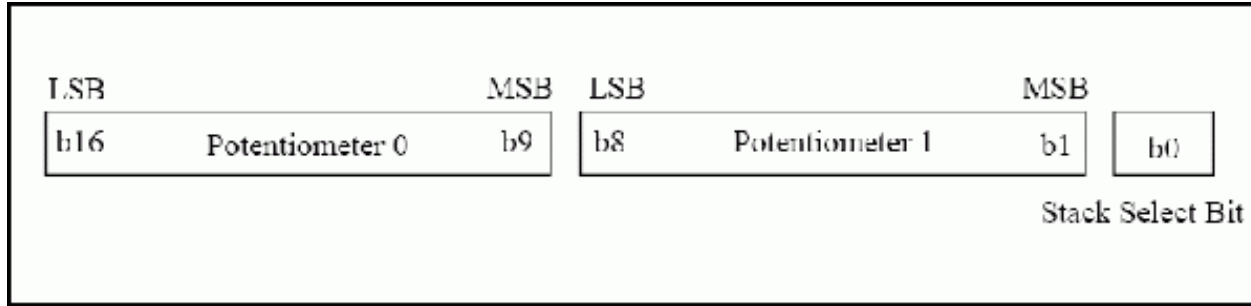 LSB MSB LSB MSB
b16 Potentiometer 0 b9 b8 Potentiometer 1 b1 b0
Stack Select Bit